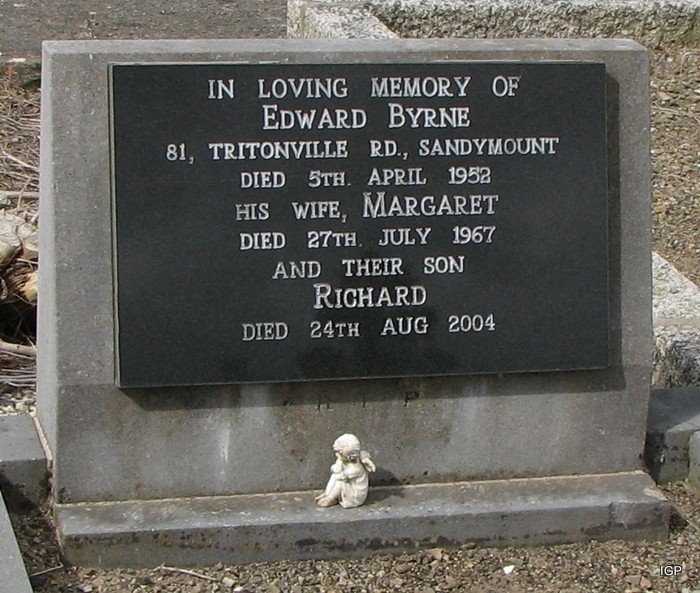 IN LOVING MEMORY OF
EDWARD BYRNE
81, TRITONVILLE RD., SANDYMOUNT
DIED 5TH. APRIL 1952
HIS WIFE, MARGARET
DIED 27TH. JULY 1967
AND THEIR SON
RICHARD
DIED 24TH AUG 2004
R I P
IGP